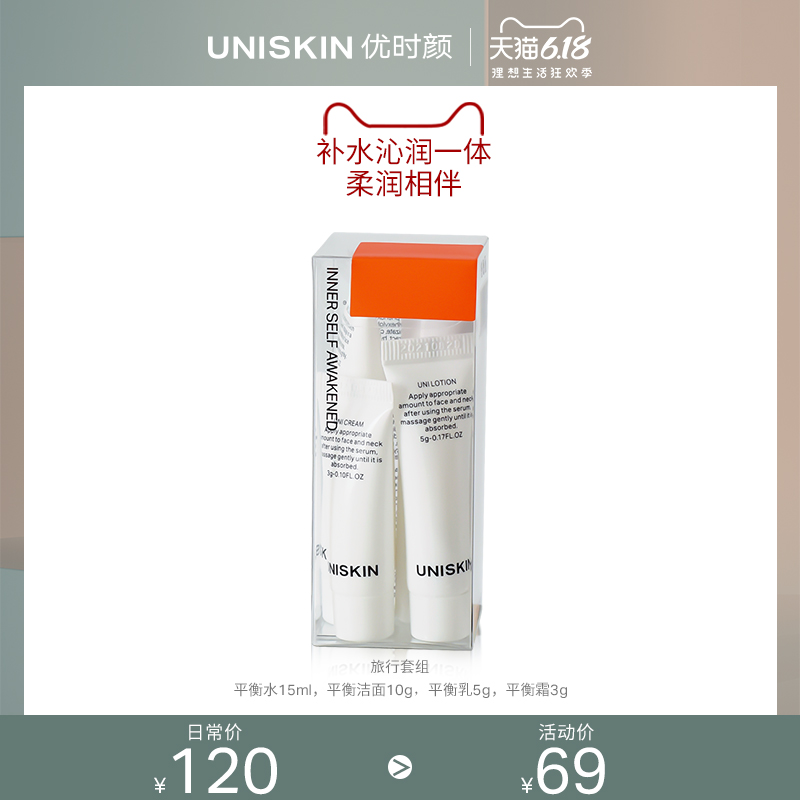 UNISKIN 优时颜
天猫6.18
理想生活狂欢季
补水沁润一体
柔润相伴
INNER SELF AWAKENED
UNI LOTION
Apply appropriate
amount to face and neck
after using the serum,
massage gently until it is
absorbed.
5g-0.17FL.OZ
NI CREAM
Apply appropriate
mount to face and neck
after using the serum,
assage gently until it is
absorbed.
3g-0.10FL.OZ
NISKIN
UNISKIN
旅行套组
平衡水15ml，平衡洁面10g，平衡乳5g，平衡霜3g
日常价
¥120
>
活动价
¥69